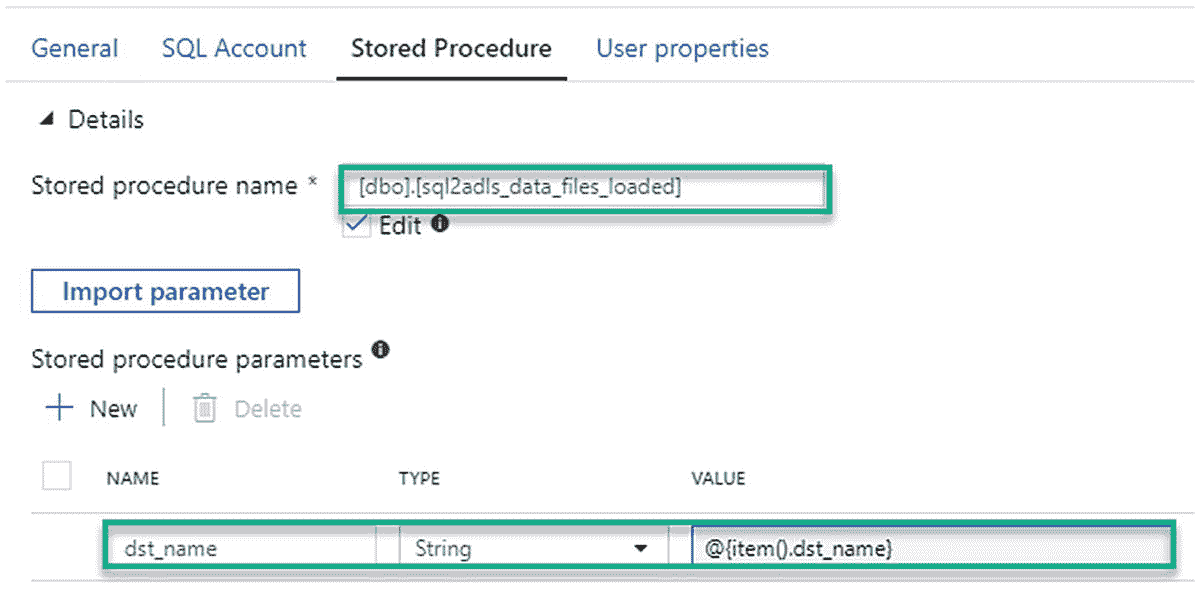 General SQL Account Stored Procedure User properties
Details
Stored procedure name *
[dbo].[sql2adls_data_files_loaded]
Edit
Import parameter
Stored procedure parameters
New Delete
NAME TYPE VALUE
dst_name String @{item().dst_name}